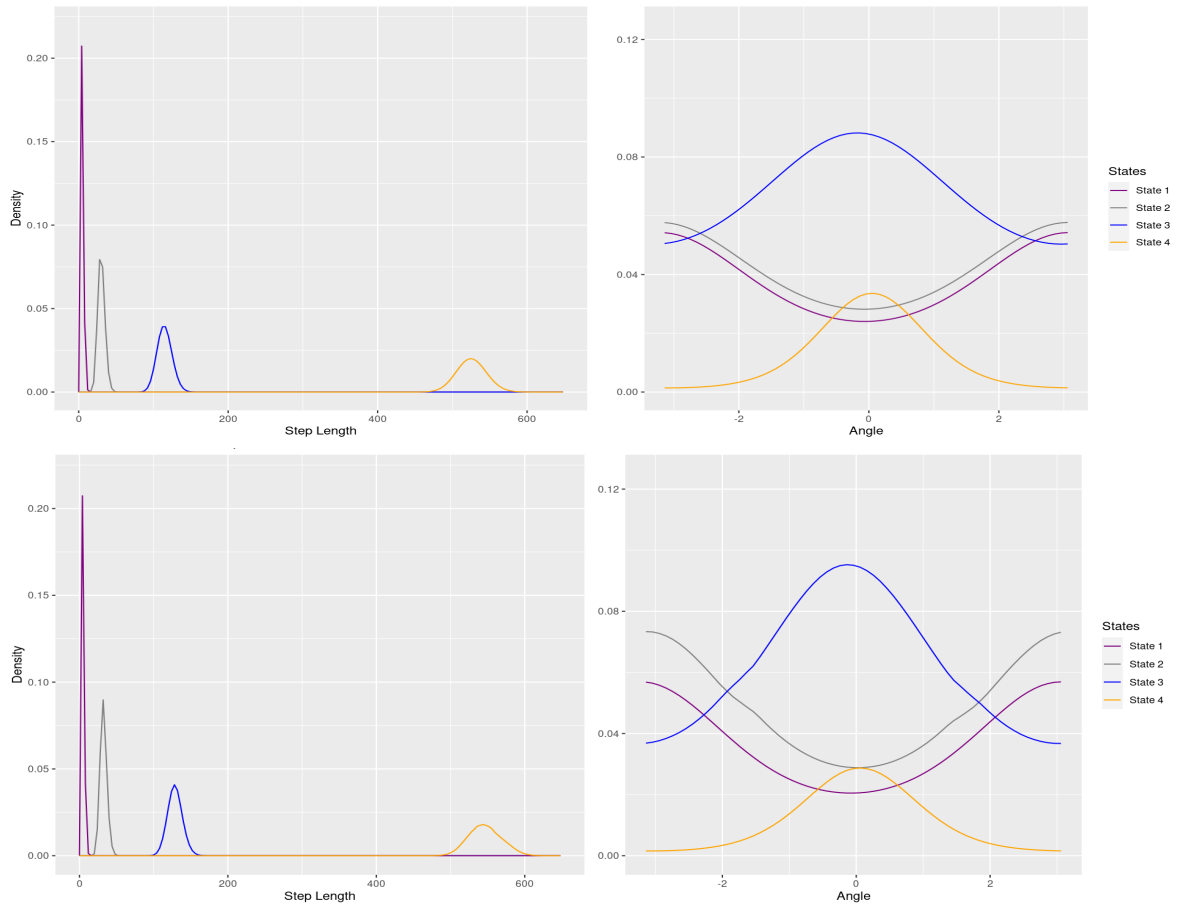 0.20
0.15
0.10
0.05
0.00
Density
0
200
400
600
Step Length
0.12
0.08
0.04
0.00
-2
0
2
Angle
States
State 1
State 2
State 3
State 4
0.20
0.15
0.10
0.05
0.00
Density
0
200
400
600
Step Length
0.12
0.08
0.04
0.00
-2
0
2
Angle
States
State 1
State 2
State 3
State 4